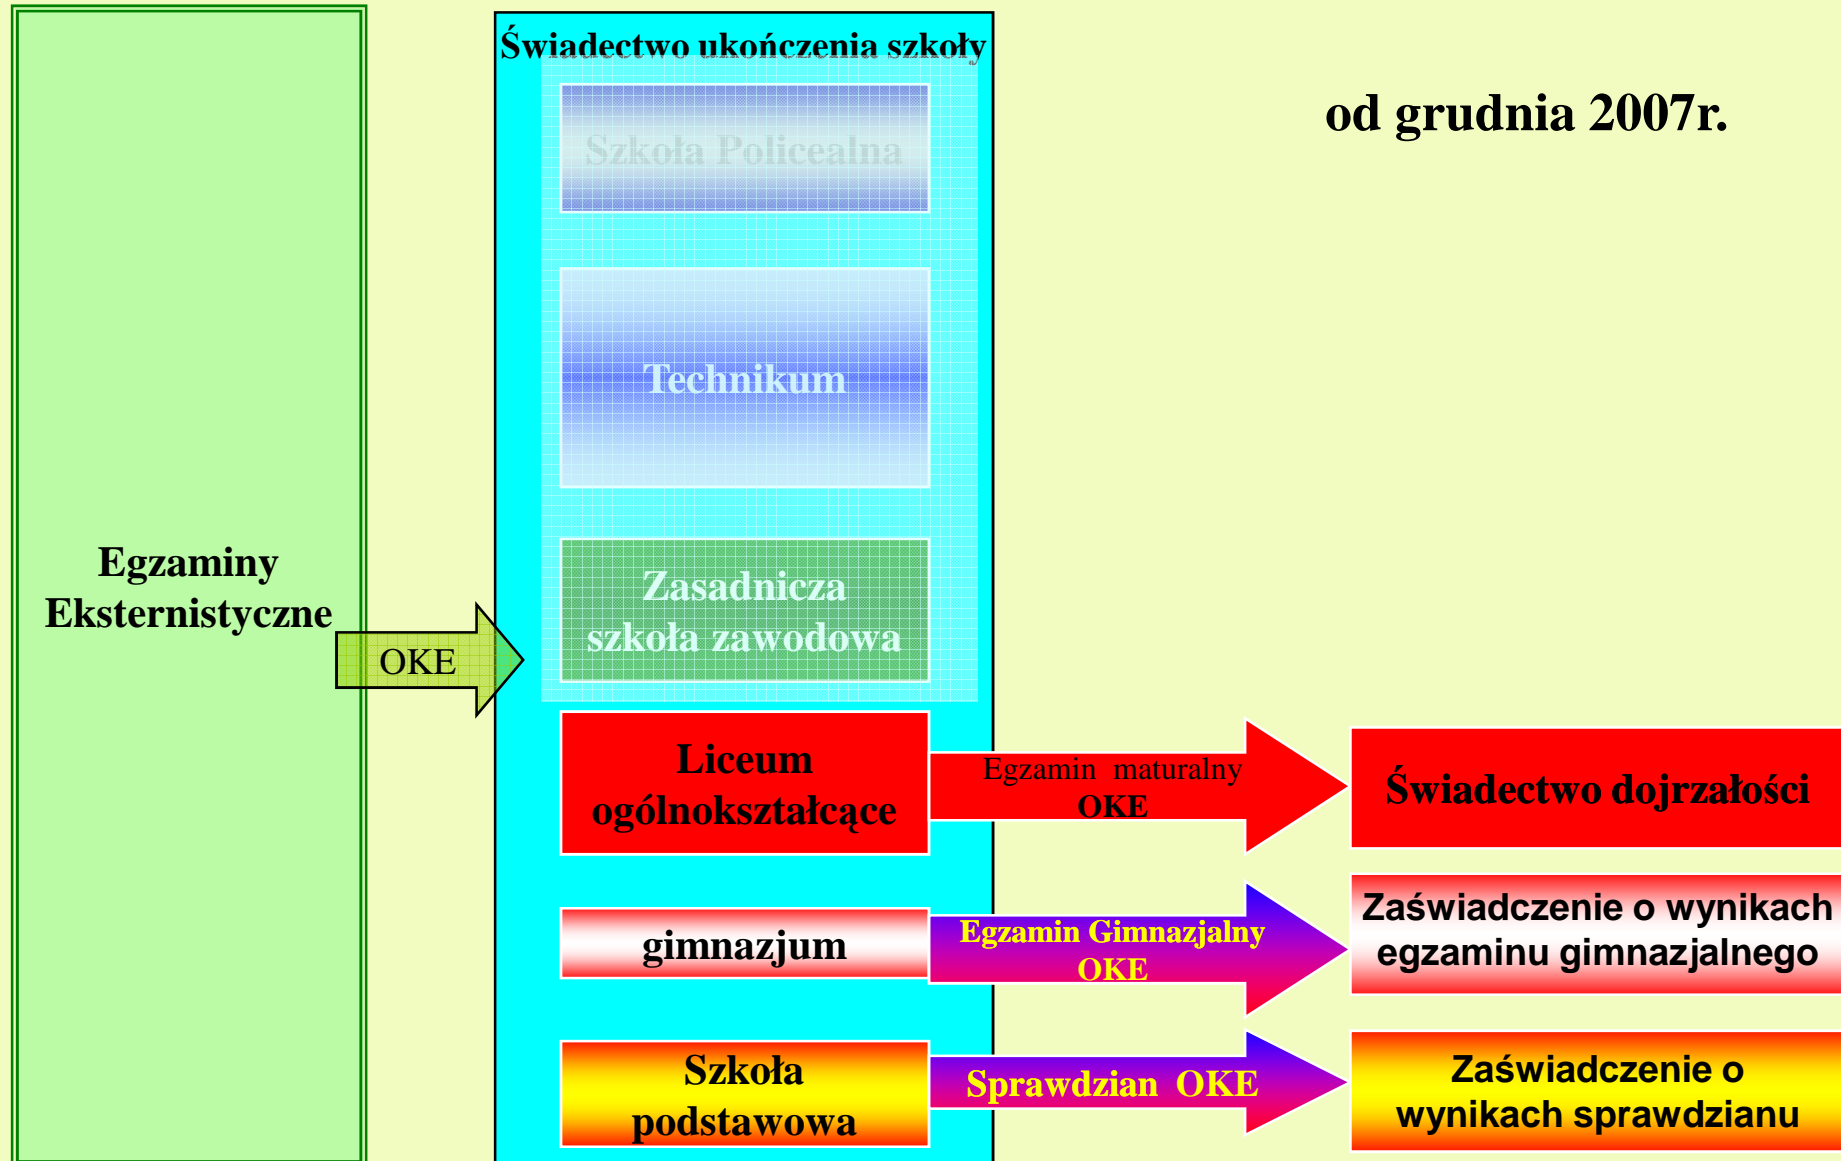 Świadectwo ukończenia szkoły
od grudnia 2007r.
Szkoła Policealna
Technikum
Egzaminy
Eksternistyczne
OKE
Zasadnicza
szkoła zawodowa
Liceum
ogólnokształcące
Egzamin maturalny
OKE
Świadectwo dojrzałości
gimnazjum
Egzamin Gimnazjalny
OKE
Zaświadczenie o wynikach
egzaminu gimnazjalnego
Szkoła
podstawowa
Sprawdzian OKE
Zaświadczenie o
wynikach sprawdzianu